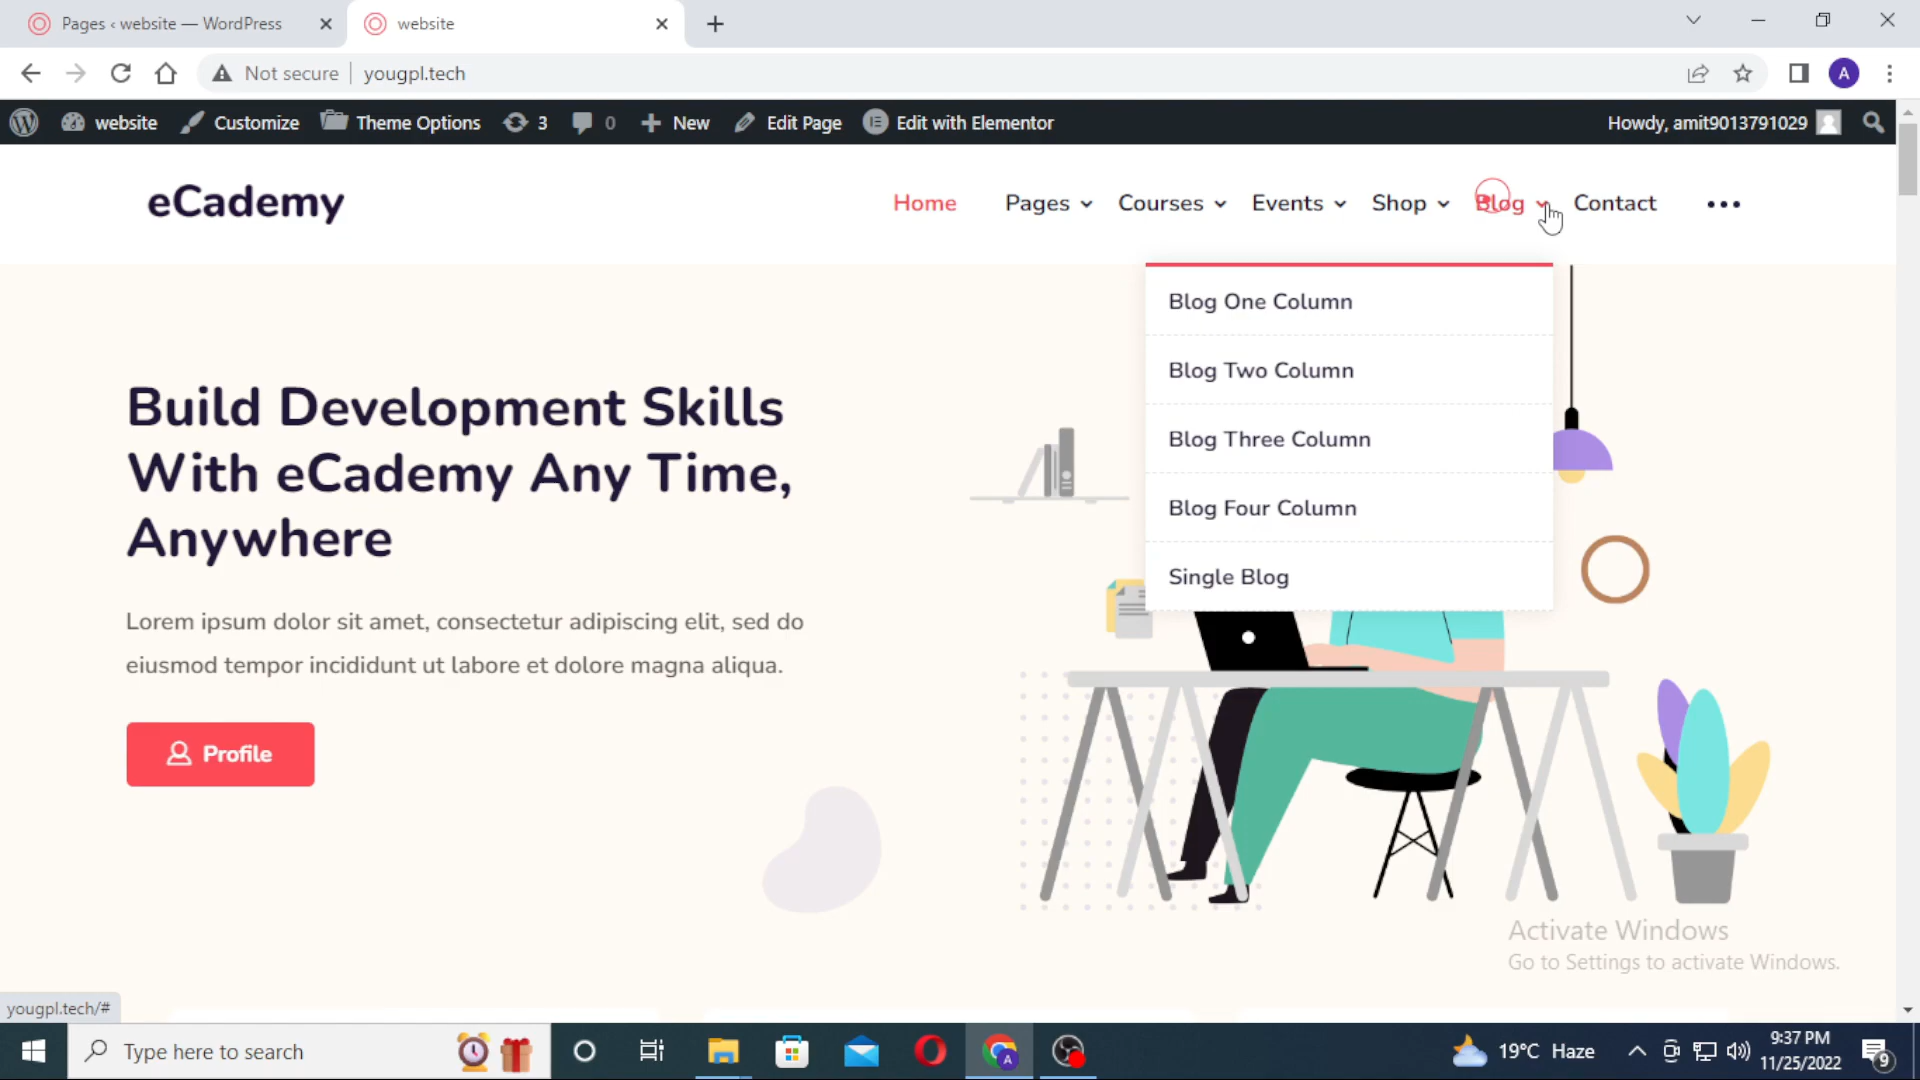 Pages ‹ website — WordPress
website
Not secure
yougpl.tech
website
Customize
Theme Options
3
0
New
Edit Page
Edit with Elementor
Howdy, amit9013791029
eCademy
Home
Pages
Courses
Events
Shop
Blog
Contact
Blog One Column
Blog Two Column
Blog Three Column
Blog Four Column
Single Blog
Build Development Skills
With eCademy Any Time,
Anywhere
Lorem ipsum dolor sit amet, consectetur adipiscing elit, sed do
eiusmod tempor incididunt ut labore et dolore magna aliqua.
Profile
Activate Windows
Go to Settings to activate Windows.
yougpl.tech/#
Type here to search
A
19°C Haze
9:37 PM
11/25/2022
9